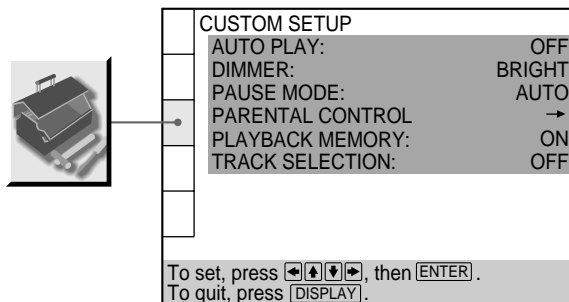 CUSTOM SETUP
AUTO PLAY: OFF
DIMMER: BRIGHT
PAUSE MODE: AUTO
PARENTAL CONTROL →
PLAYBACK MEMORY: ON
TRACK SELECTION: OFF
To set, press ←↑↓→, then ENTER.
To quit, press DISPLAY.